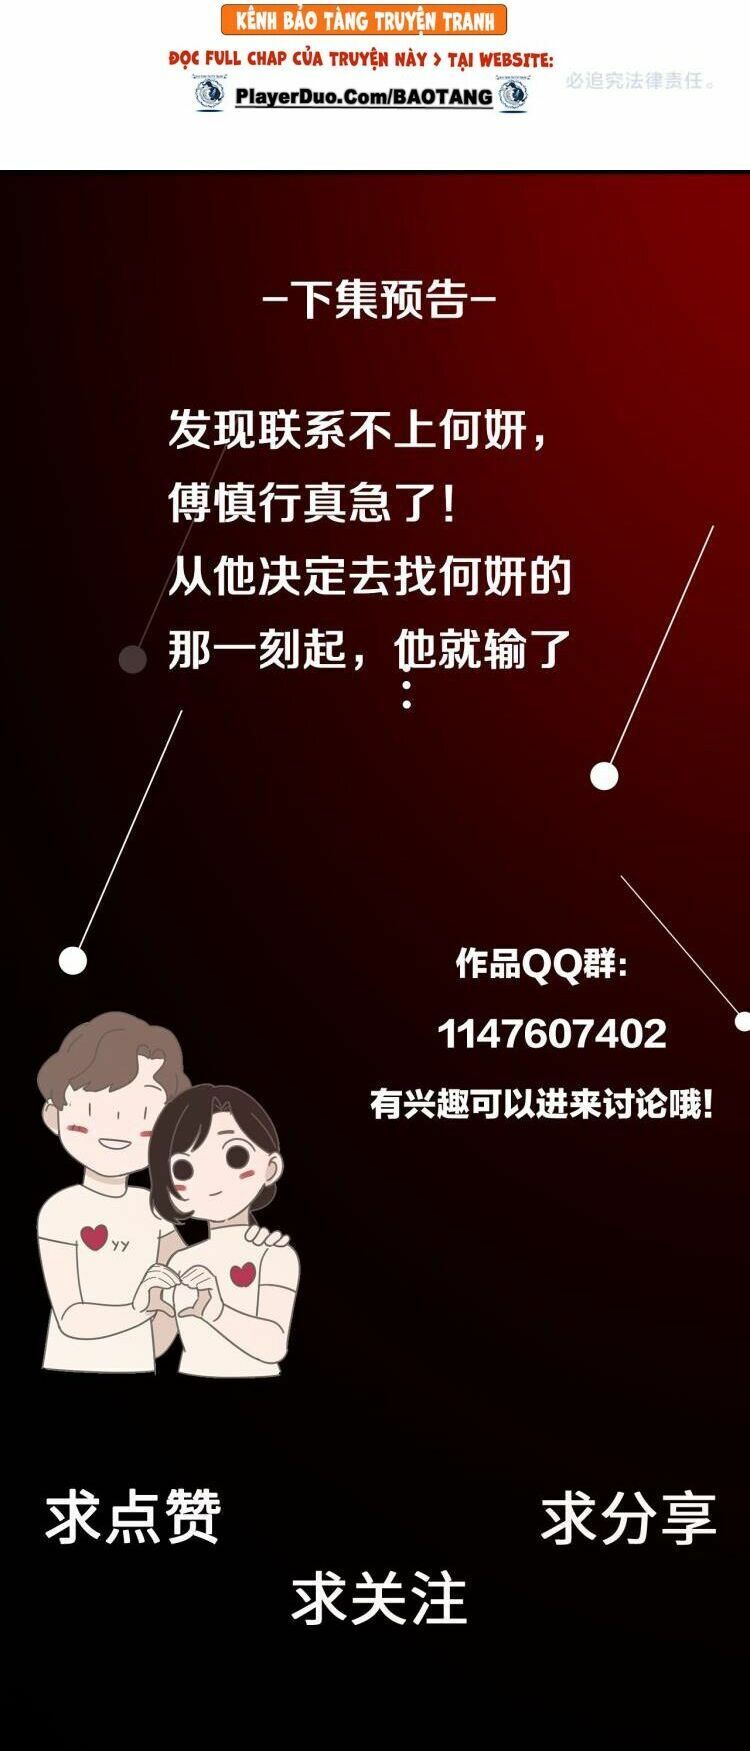 KÊNH BẢO TÀNG TRUYỆN TRANH
ĐỌC FULL CHAP CỦA TRUYỆN NÀY > TẠI WEBSITE:
PlayerDuo.Com/BAOTANG
必追究法律责任。
-下集预告-
发现联系不上何妍，
傅慎行真急了！
从他决定去找何妍的
那一刻起，他就输了
⋮
作品QQ群:
1147607402
有兴趣可以进来讨论哦!
yy
求点赞
求分享
求关注